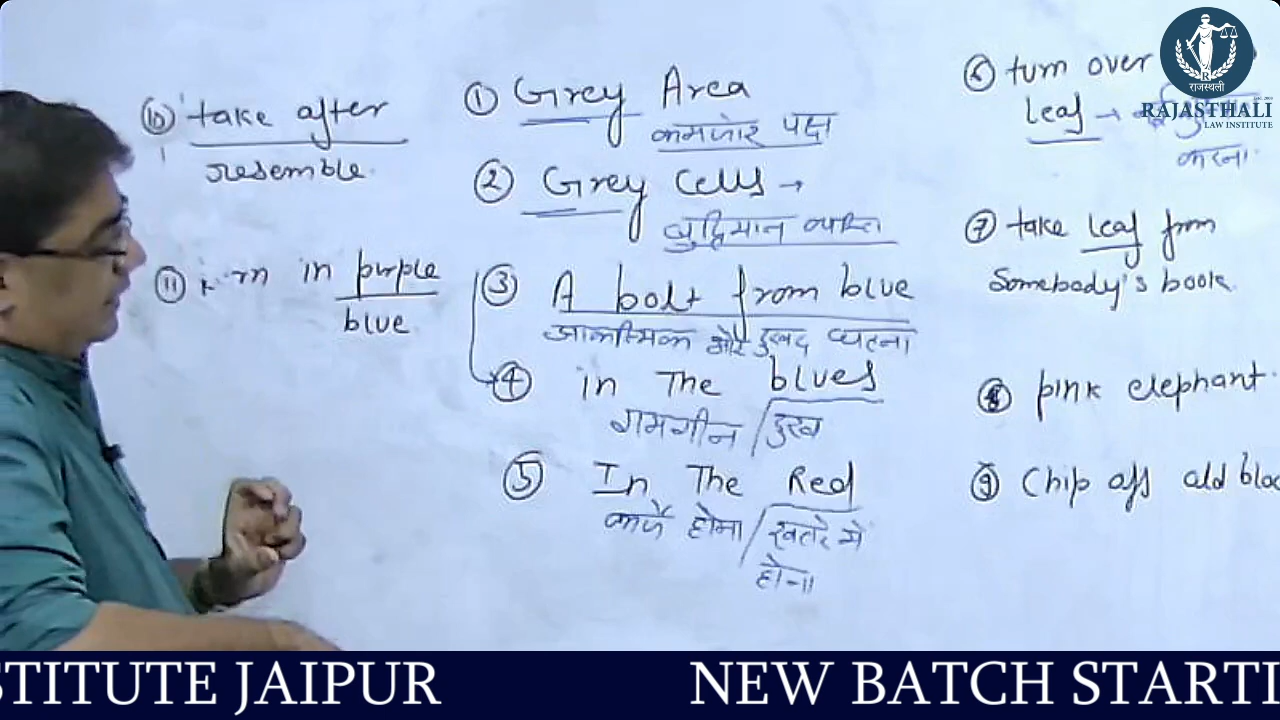 ① Grey Area
कमजोर पक्ष
② Grey Cells →
बुद्धिमान व्यक्ति
③ A bolt from blue
आकस्मिक और दुखद घटना
④ in The blues
गमगीन / दुख
⑤ In The Red
कर्ज होना / खतरे में
होना
⑥ turn over
leaf →
करना
⑦ take leaf from
Somebody's book.
⑧ pink elephant.
⑨ Chip off old bloc
⑩ take after
resemble.
⑪ in purple
blue
राजस्थली
RAJASTHALI
LAW INSTITUTE
STITUTE JAIPUR NEW BATCH STARTI